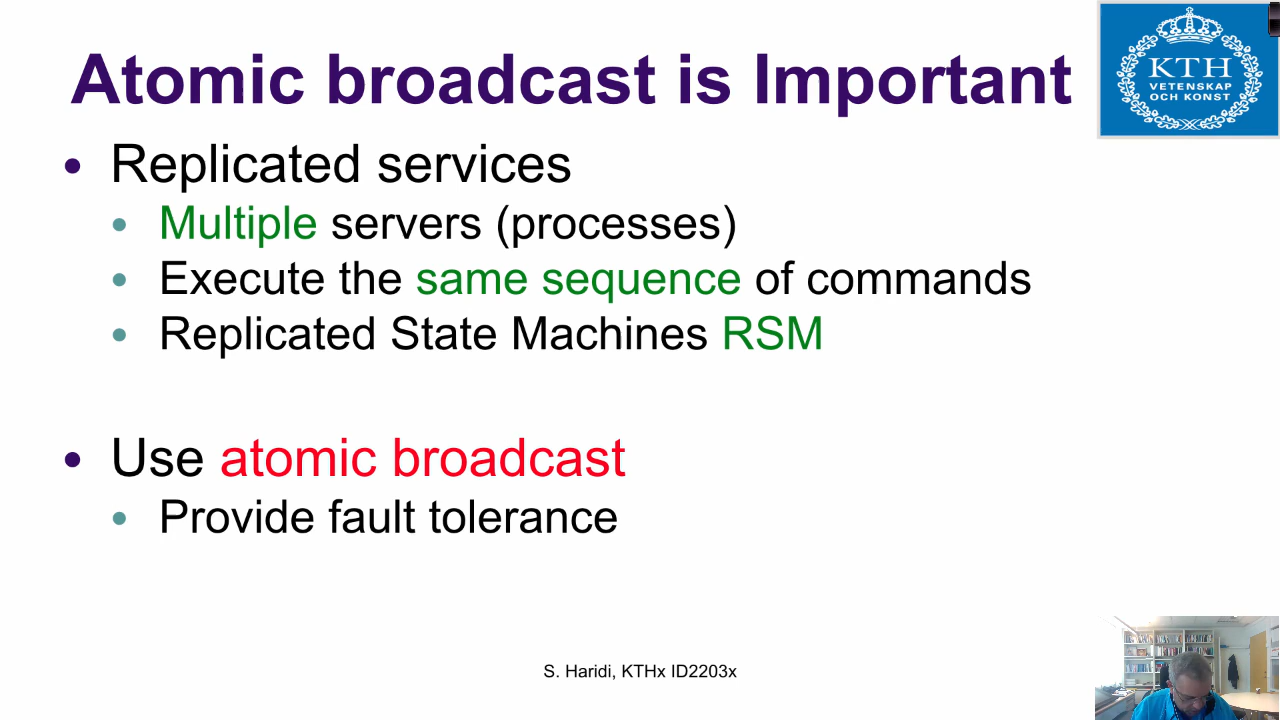 Atomic broadcast is Important
KTH
VETENSKAP
OCH KONST
• Replicated services
• Multiple servers (processes)
• Execute the same sequence of commands
• Replicated State Machines RSM
• Use atomic broadcast
• Provide fault tolerance
S. Haridi, KTHx ID2203x